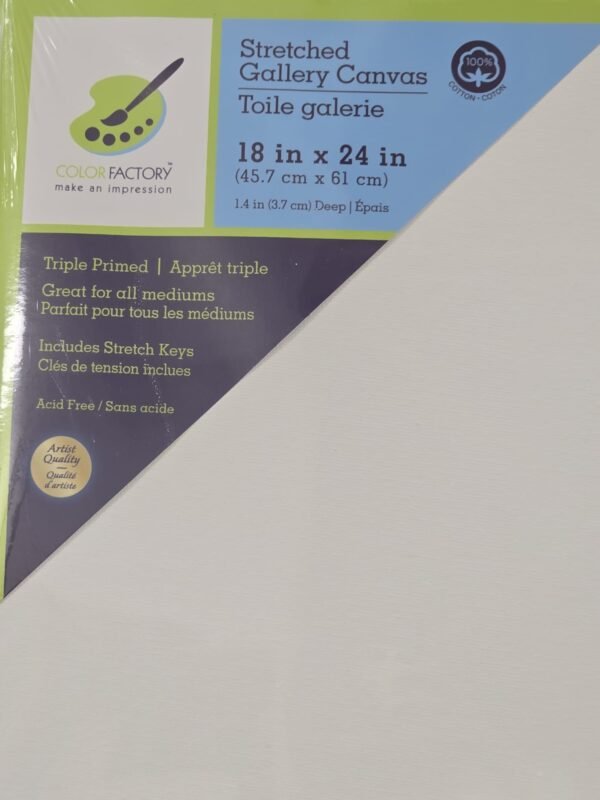 COLOR FACTORY™
make an impression
Stretched
Gallery Canvas
Toile galerie
100%
COTTON - COTON
18 in x 24 in
(45.7 cm x 61 cm)
1.4 in (3.7 cm) Deep | Épais
Triple Primed | Apprêt triple
Great for all mediums
Parfait pour tous les médiums
Includes Stretch Keys
Clés de tension inclues
Acid Free / Sans acide
Artist
Quality
Qualité
d'artiste